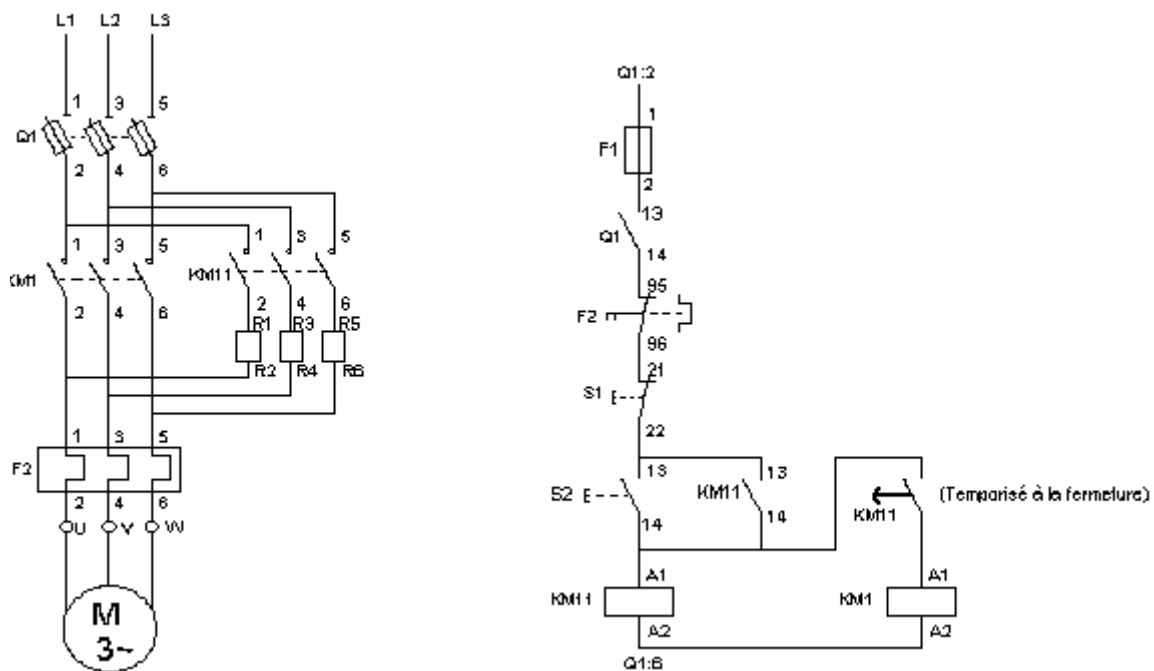 L1 L2 L3
1 3 5
Q1
2 4 6
1 3 5
KM1
2 4 6
1 3 5
KM11
2 4 6
R1 R3 R5
R2 R4 R6
1 3 5
F2
2 4 6
U V W
M
3~
Q1:2
1
F1
2
13
Q1
14
95
F2
96
21
S1
22
13
S2
14
13
KM11
14
KM11
(Temporisé à la fermeture)
A1
KM11
A2
A1
KM1
A2
Q1:6